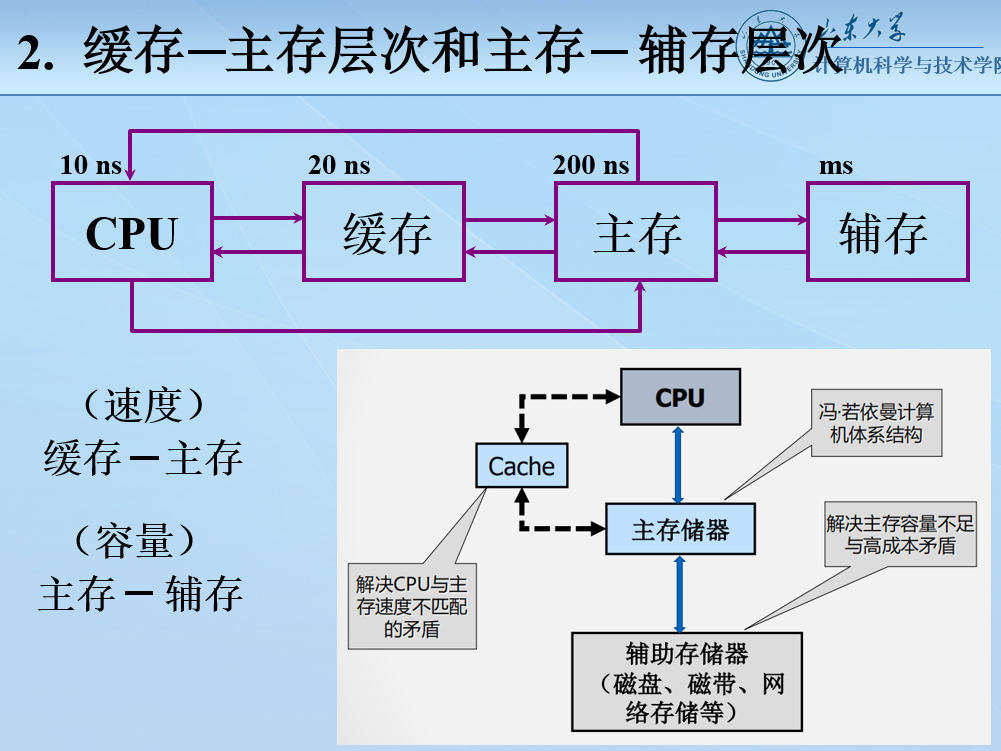 2. 缓存—主存层次和主存—辅存层次
山东大学
计算机科学与技术学院
10 ns
20 ns
200 ns
ms
CPU
缓存
主存
辅存
（速度）
缓存—主存
（容量）
主存—辅存
CPU
冯·若依曼计算
机体系结构
Cache
主存储器
解决主存容量不足
与高成本矛盾
解决CPU与主
存速度不匹配
的矛盾
辅助存储器
（磁盘、磁带、网
络存储等）